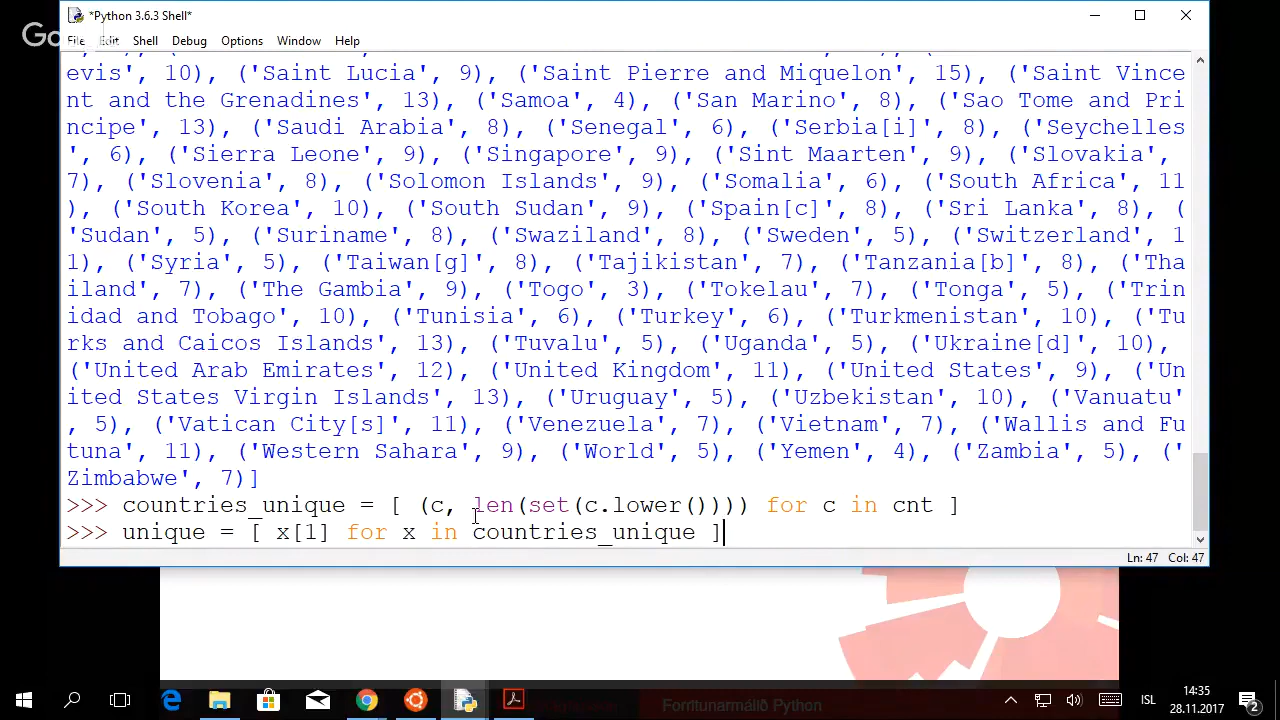 *Python 3.6.3 Shell*
File Edit Shell Debug Options Window Help
evis', 10), ('Saint Lucia', 9), ('Saint Pierre and Miquelon', 15), ('Saint Vince
nt and the Grenadines', 13), ('Samoa', 4), ('San Marino', 8), ('Sao Tome and Pri
ncipe', 13), ('Saudi Arabia', 8), ('Senegal', 6), ('Serbia[i]', 8), ('Seychelles
', 6), ('Sierra Leone', 9), ('Singapore', 9), ('Sint Maarten', 9), ('Slovakia',
7), ('Slovenia', 8), ('Solomon Islands', 9), ('Somalia', 6), ('South Africa', 11
), ('South Korea', 10), ('South Sudan', 9), ('Spain[c]', 8), ('Sri Lanka', 8), (
'Sudan', 5), ('Suriname', 8), ('Swaziland', 8), ('Sweden', 5), ('Switzerland', 1
1), ('Syria', 5), ('Taiwan[g]', 8), ('Tajikistan', 7), ('Tanzania[b]', 8), ('Tha
iland', 7), ('The Gambia', 9), ('Togo', 3), ('Tokelau', 7), ('Tonga', 5), ('Trin
idad and Tobago', 10), ('Tunisia', 6), ('Turkey', 6), ('Turkmenistan', 10), ('Tu
rks and Caicos Islands', 13), ('Tuvalu', 5), ('Uganda', 5), ('Ukraine[d]', 10),
('United Arab Emirates', 12), ('United Kingdom', 11), ('United States', 9), ('Un
ited States Virgin Islands', 13), ('Uruguay', 5), ('Uzbekistan', 10), ('Vanuatu'
, 5), ('Vatican City[s]', 11), ('Venezuela', 7), ('Vietnam', 7), ('Wallis and Fu
tuna', 11), ('Western Sahara', 9), ('World', 5), ('Yemen', 4), ('Zambia', 5), ('
Zimbabwe', 7)]
>>> countries_unique = [ (c, len(set(c.lower()))) for c in cnt ]
>>> unique = [ x[1] for x in countries_unique ]
Ln: 47 Col: 47
Forritunarmálið Python
ÍSL
14:35
28.11.2017
2